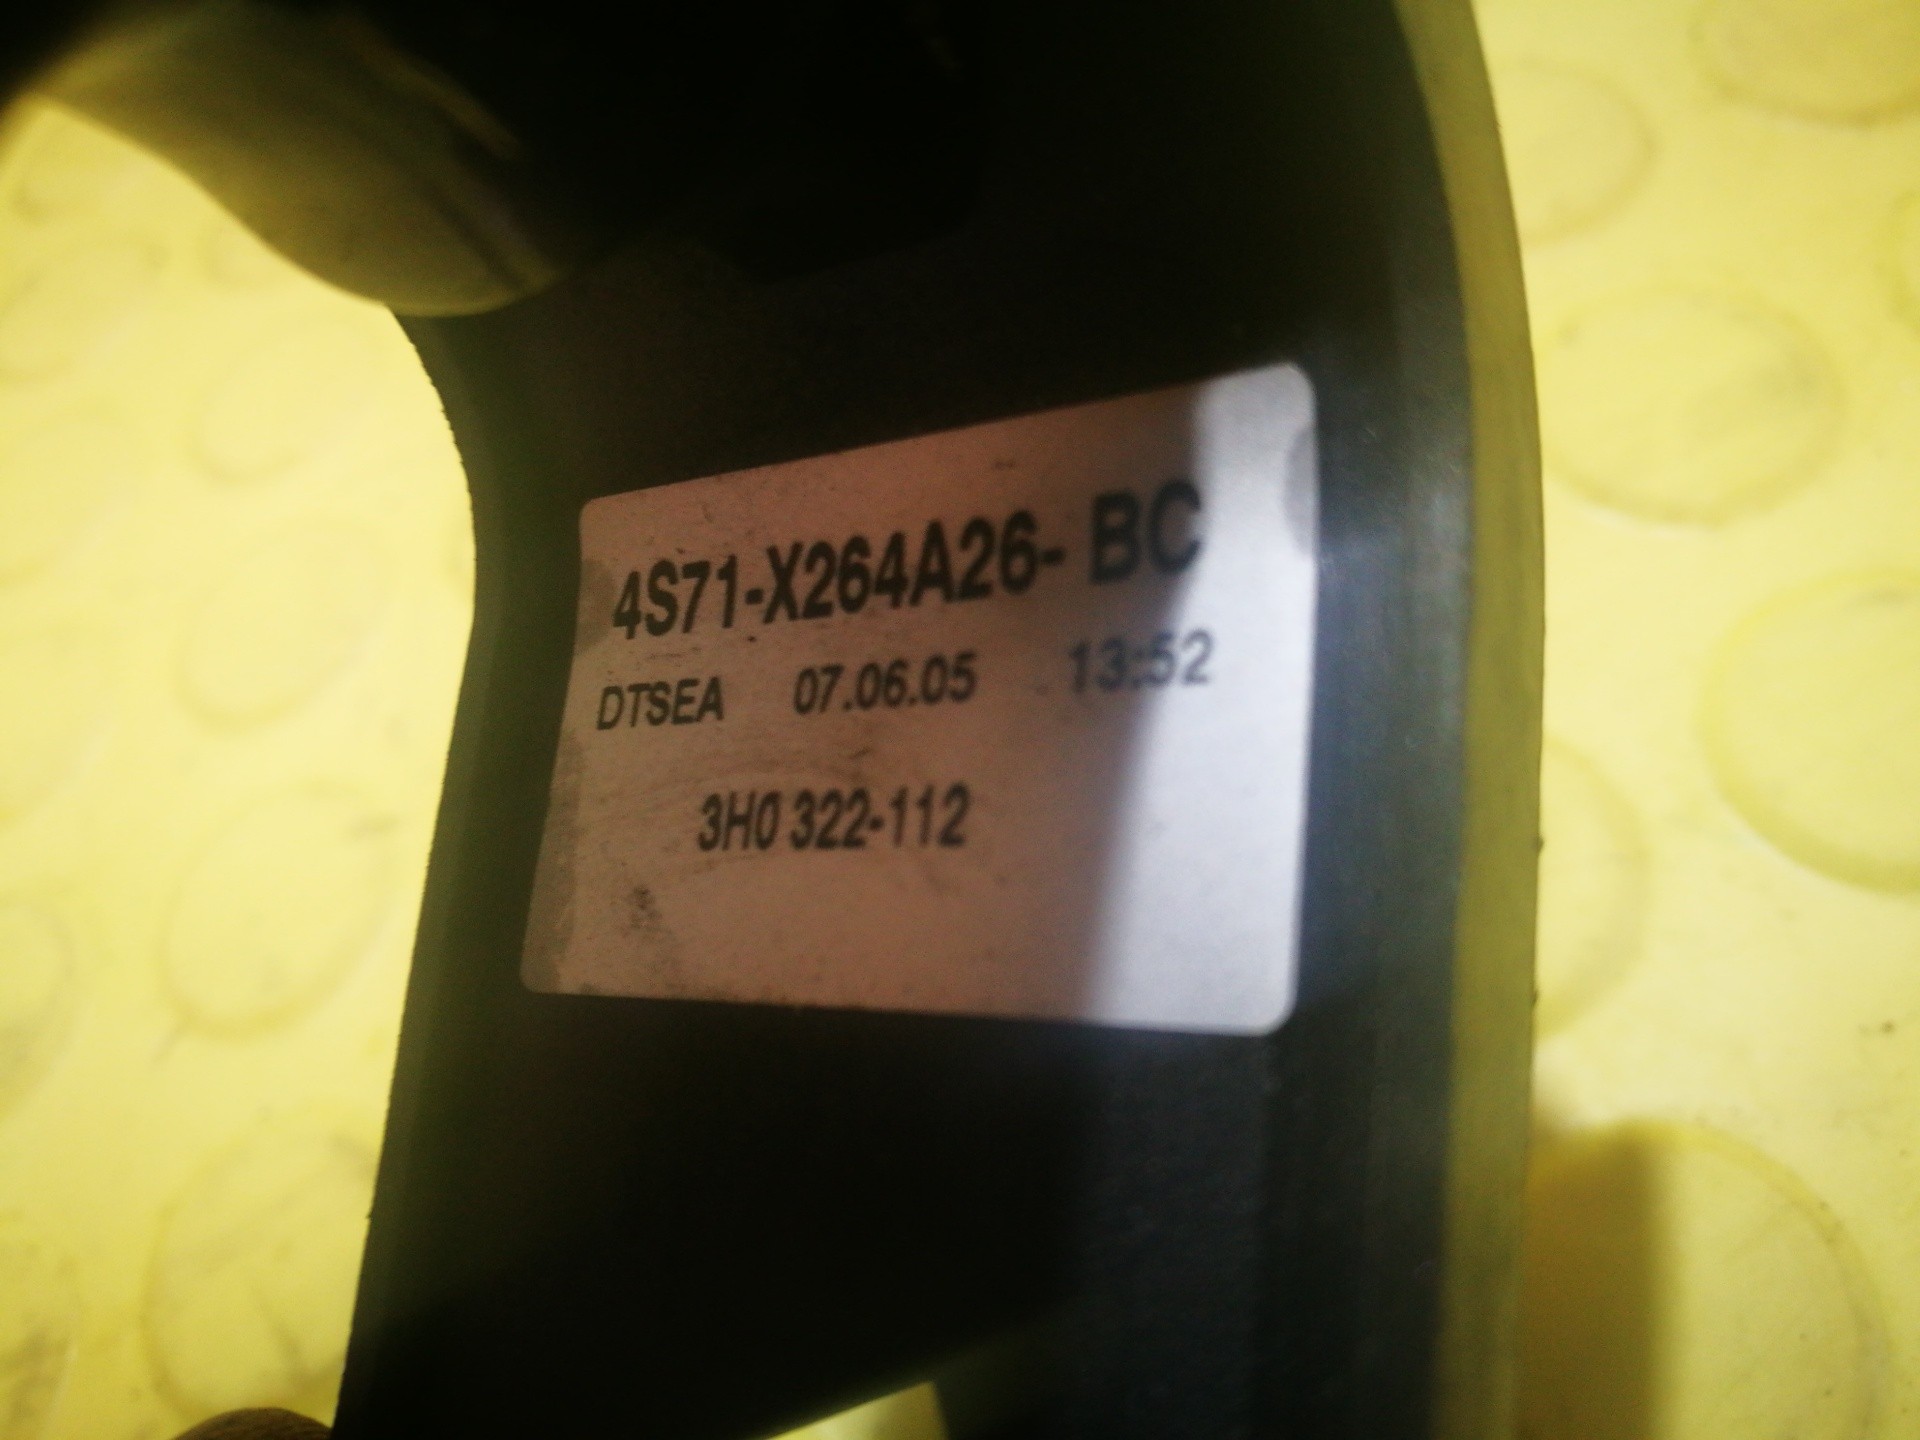 4S71-X264A26- BC
DTSEA 07.06.05 13:52
3H0 322-112